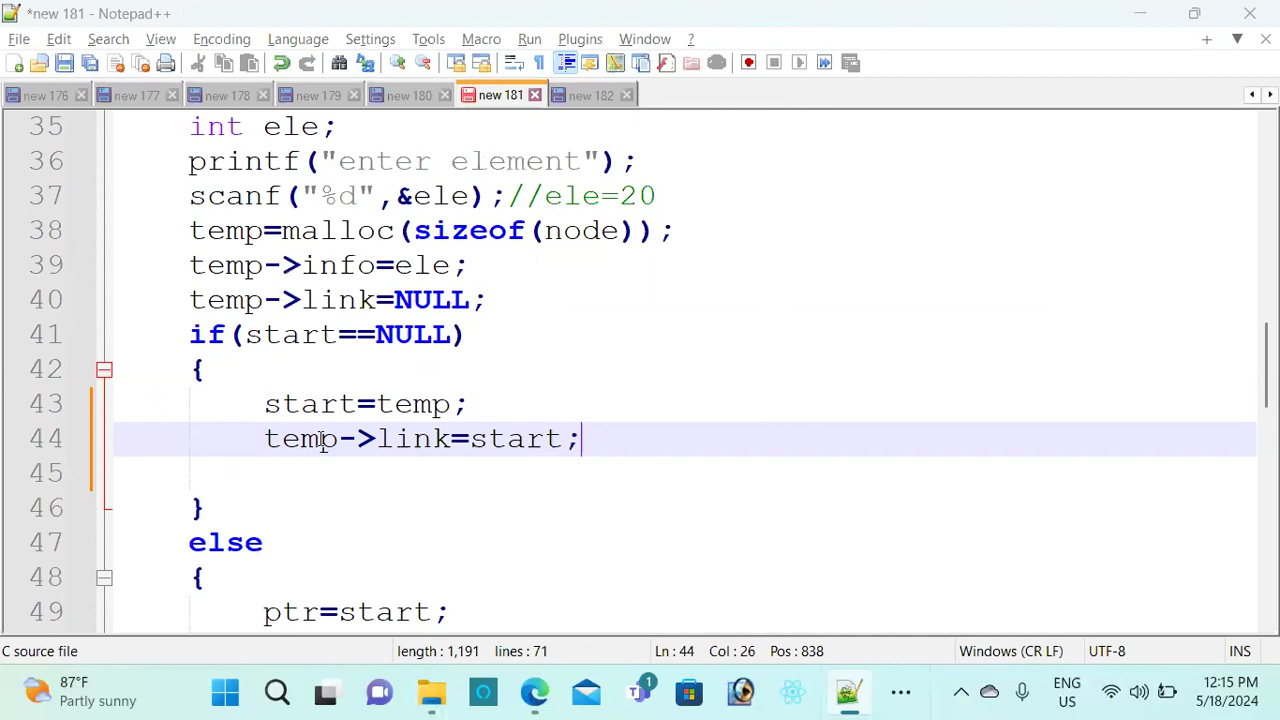 *new 181 - Notepad++
File Edit Search View Encoding Language Settings Tools Macro Run Plugins Window ?
new 176 new 177 new 178 new 179 new 180 new 181 new 182
35 int ele;
36 printf("enter element");
37 scanf("%d",&ele);//ele=20
38 temp=malloc(sizeof(node));
39 temp->info=ele;
40 temp->link=NULL;
41 if(start==NULL)
42 {
43 start=temp;
44 temp->link=start;
45
46 }
47 else
48 {
49 ptr=start;
C source file length : 1,191 lines : 71 Ln : 44 Col : 26 Pos : 838 Windows (CR LF) UTF-8 INS
87°F
Partly sunny
1
ENG
US
12:15 PM
5/18/2024